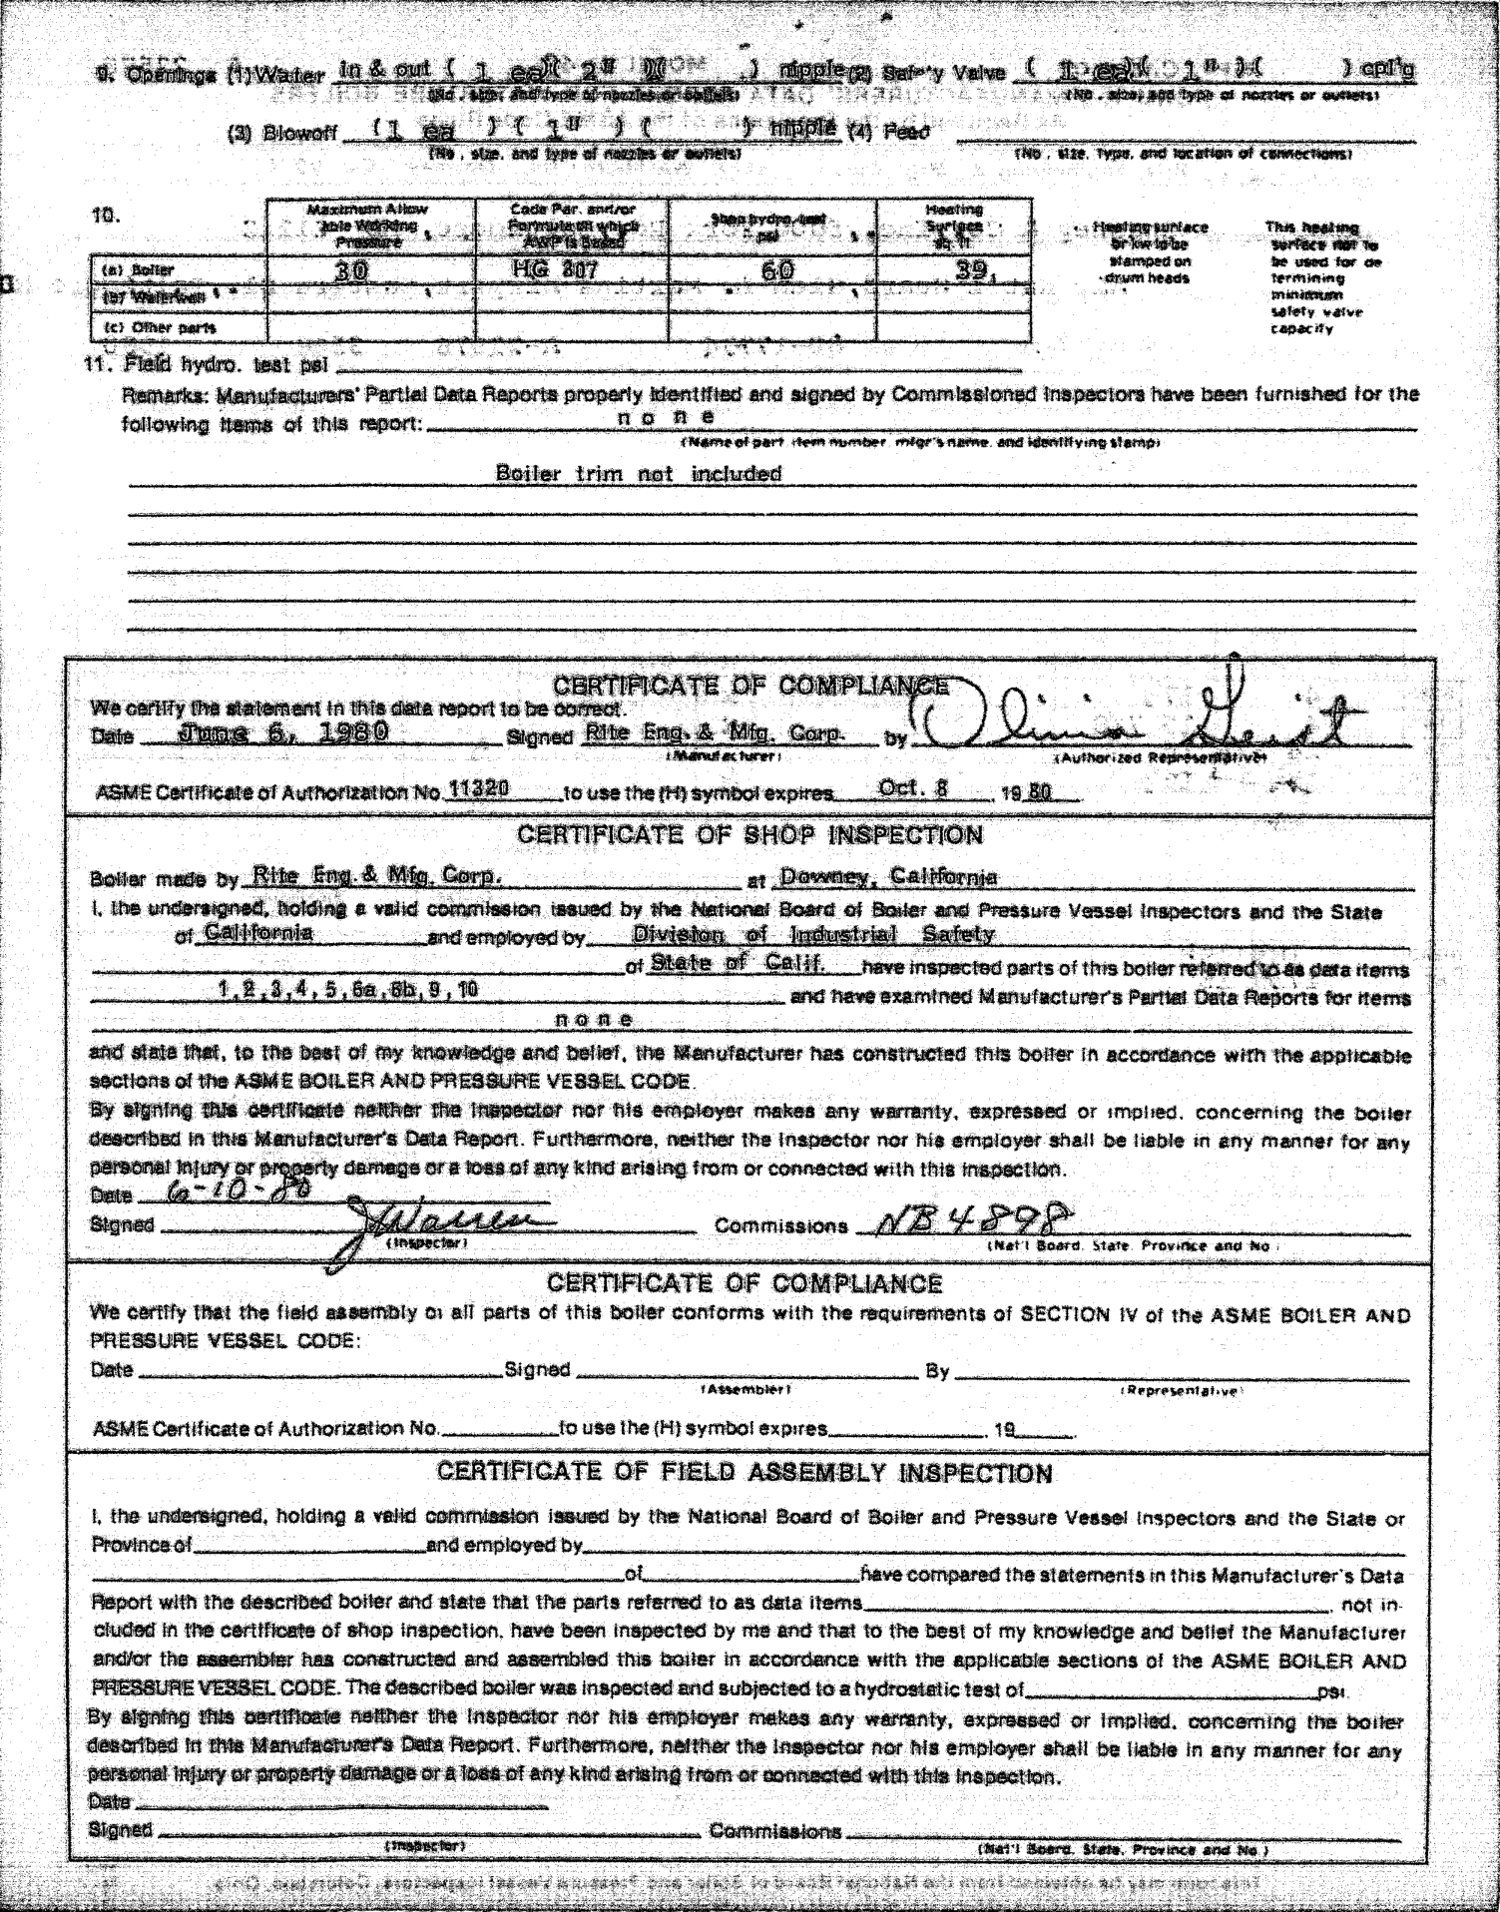 9. Openings (1) Water in & out ( 1 ea)( 2" )( ) nipple (2) Safety Valve ( 1 ea)( 1" )( ) cpl'g
(No., size, and type of nozzles or outlets) (No., size, and type of nozzles or outlets)
(3) Blowoff (1 ea )( 1" )( ) nipple (4) Feed
(No., size, and type of nozzles or outlets) (No., size, type, and location of connections)
10. Maximum Allowable Working Pressure Code Par. and/or Formula on which AWP is Based Shop hydro. test psi Heating Surface sq. ft. Heating surface or kw to be stamped on drum heads This heating surface not to be used for determining minimum safety valve capacity
(a) Boiler 30 HG 307 60 39.
(b) Waterwall
(c) Other parts
11. Field hydro. test psi
Remarks: Manufacturers' Partial Data Reports properly identified and signed by Commissioned Inspectors have been furnished for the
following items of this report: none
(Name of part, item number, mfgr's name, and identifying stamp)
Boiler trim not included
CERTIFICATE OF COMPLIANCE
We certify the statement in this data report to be correct.
Date June 6, 1980 Signed Rite Eng. & Mfg. Corp. by Olivia Geist
(Manufacturer) (Authorized Representative)
ASME Certificate of Authorization No. 11320 to use the (H) symbol expires Oct. 8, 1980
CERTIFICATE OF SHOP INSPECTION
Boiler made by Rite Eng. & Mfg. Corp. at Downey, California
I, the undersigned, holding a valid commission issued by the National Board of Boiler and Pressure Vessel Inspectors and the State
of California and employed by Division of Industrial Safety
of State of Calif. have inspected parts of this boiler referred to as data items
1,2,3,4,5,6a,6b,9,10 and have examined Manufacturer's Partial Data Reports for items
none
and state that, to the best of my knowledge and belief, the Manufacturer has constructed this boiler in accordance with the applicable
sections of the ASME BOILER AND PRESSURE VESSEL CODE.
By signing this certificate neither the Inspector nor his employer makes any warranty, expressed or implied, concerning the boiler
described in this Manufacturer's Data Report. Furthermore, neither the Inspector nor his employer shall be liable in any manner for any
personal injury or property damage or a loss of any kind arising from or connected with this inspection.
Date 6-10-80
Signed J Warren Commissions NB 4898
(Inspector) (Nat'l Board, State, Province and No.)
CERTIFICATE OF COMPLIANCE
We certify that the field assembly of all parts of this boiler conforms with the requirements of SECTION IV of the ASME BOILER AND
PRESSURE VESSEL CODE:
Date Signed By
(Assembler) (Representative)
ASME Certificate of Authorization No. to use the (H) symbol expires , 19 .
CERTIFICATE OF FIELD ASSEMBLY INSPECTION
I, the undersigned, holding a valid commission issued by the National Board of Boiler and Pressure Vessel Inspectors and the State or
Province of and employed by
of have compared the statements in this Manufacturer's Data
Report with the described boiler and state that the parts referred to as data items , not in-
cluded in the certificate of shop inspection, have been inspected by me and that to the best of my knowledge and belief the Manufacturer
and/or the assembler has constructed and assembled this boiler in accordance with the applicable sections of the ASME BOILER AND
PRESSURE VESSEL CODE. The described boiler was inspected and subjected to a hydrostatic test of psi.
By signing this certificate neither the Inspector nor his employer makes any warranty, expressed or implied, concerning the boiler
described in this Manufacturer's Data Report. Furthermore, neither the Inspector nor his employer shall be liable in any manner for any
personal injury or property damage or a loss of any kind arising from or connected with this inspection.
Date
Signed Commissions
(Inspector) (Nat'l Board, State, Province and No.)